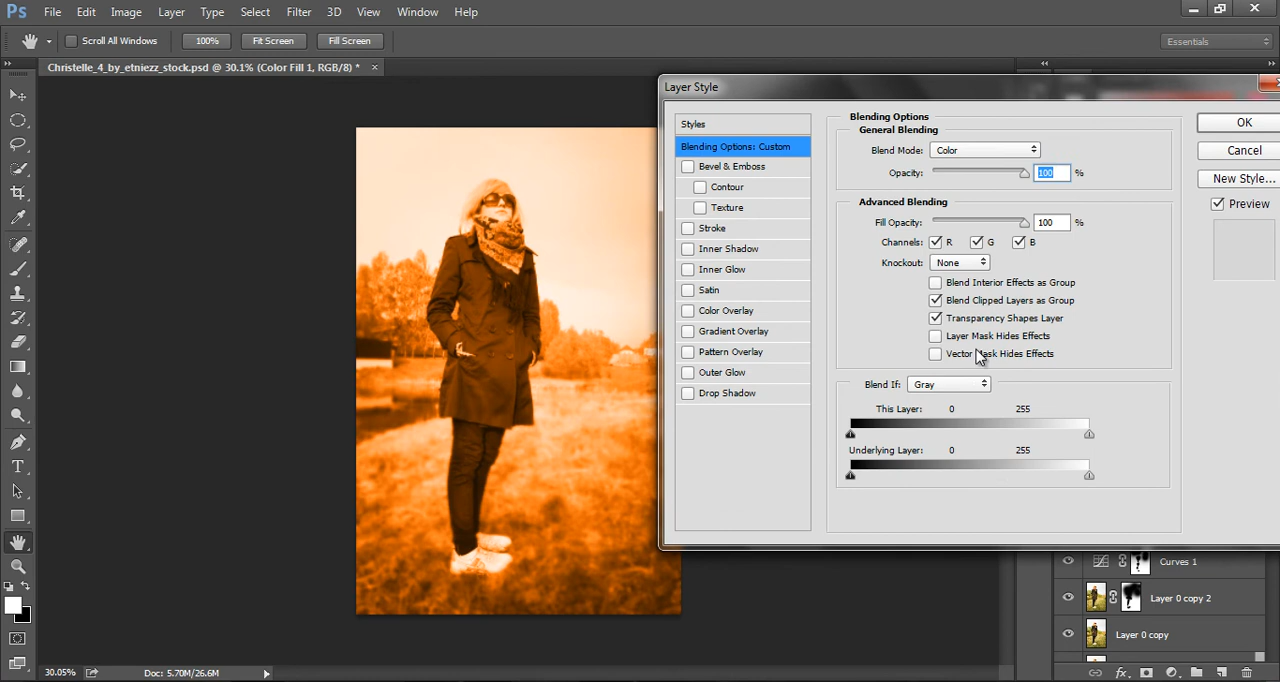 Ps File Edit Image Layer Type Select Filter 3D View Window Help
Scroll All Windows 100% Fit Screen Fill Screen Essentials
Christelle_4_by_etniezz_stock.psd @ 30.1% (Color Fill 1, RGB/8) * ×
Layer Style
Styles
Blending Options: Custom
Bevel & Emboss
Contour
Texture
Stroke
Inner Shadow
Inner Glow
Satin
Color Overlay
Gradient Overlay
Pattern Overlay
Outer Glow
Drop Shadow
Blending Options
General Blending
Blend Mode: Color
Opacity: 100 %
Advanced Blending
Fill Opacity: 100 %
Channels: R G B
Knockout: None
Blend Interior Effects as Group
Blend Clipped Layers as Group
Transparency Shapes Layer
Layer Mask Hides Effects
Vector Mask Hides Effects
Blend If: Gray
This Layer: 0 255
Underlying Layer: 0 255
OK
Cancel
New Style...
Preview
Curves 1
Layer 0 copy 2
Layer 0 copy
30.05% Doc: 5.70M/26.6M